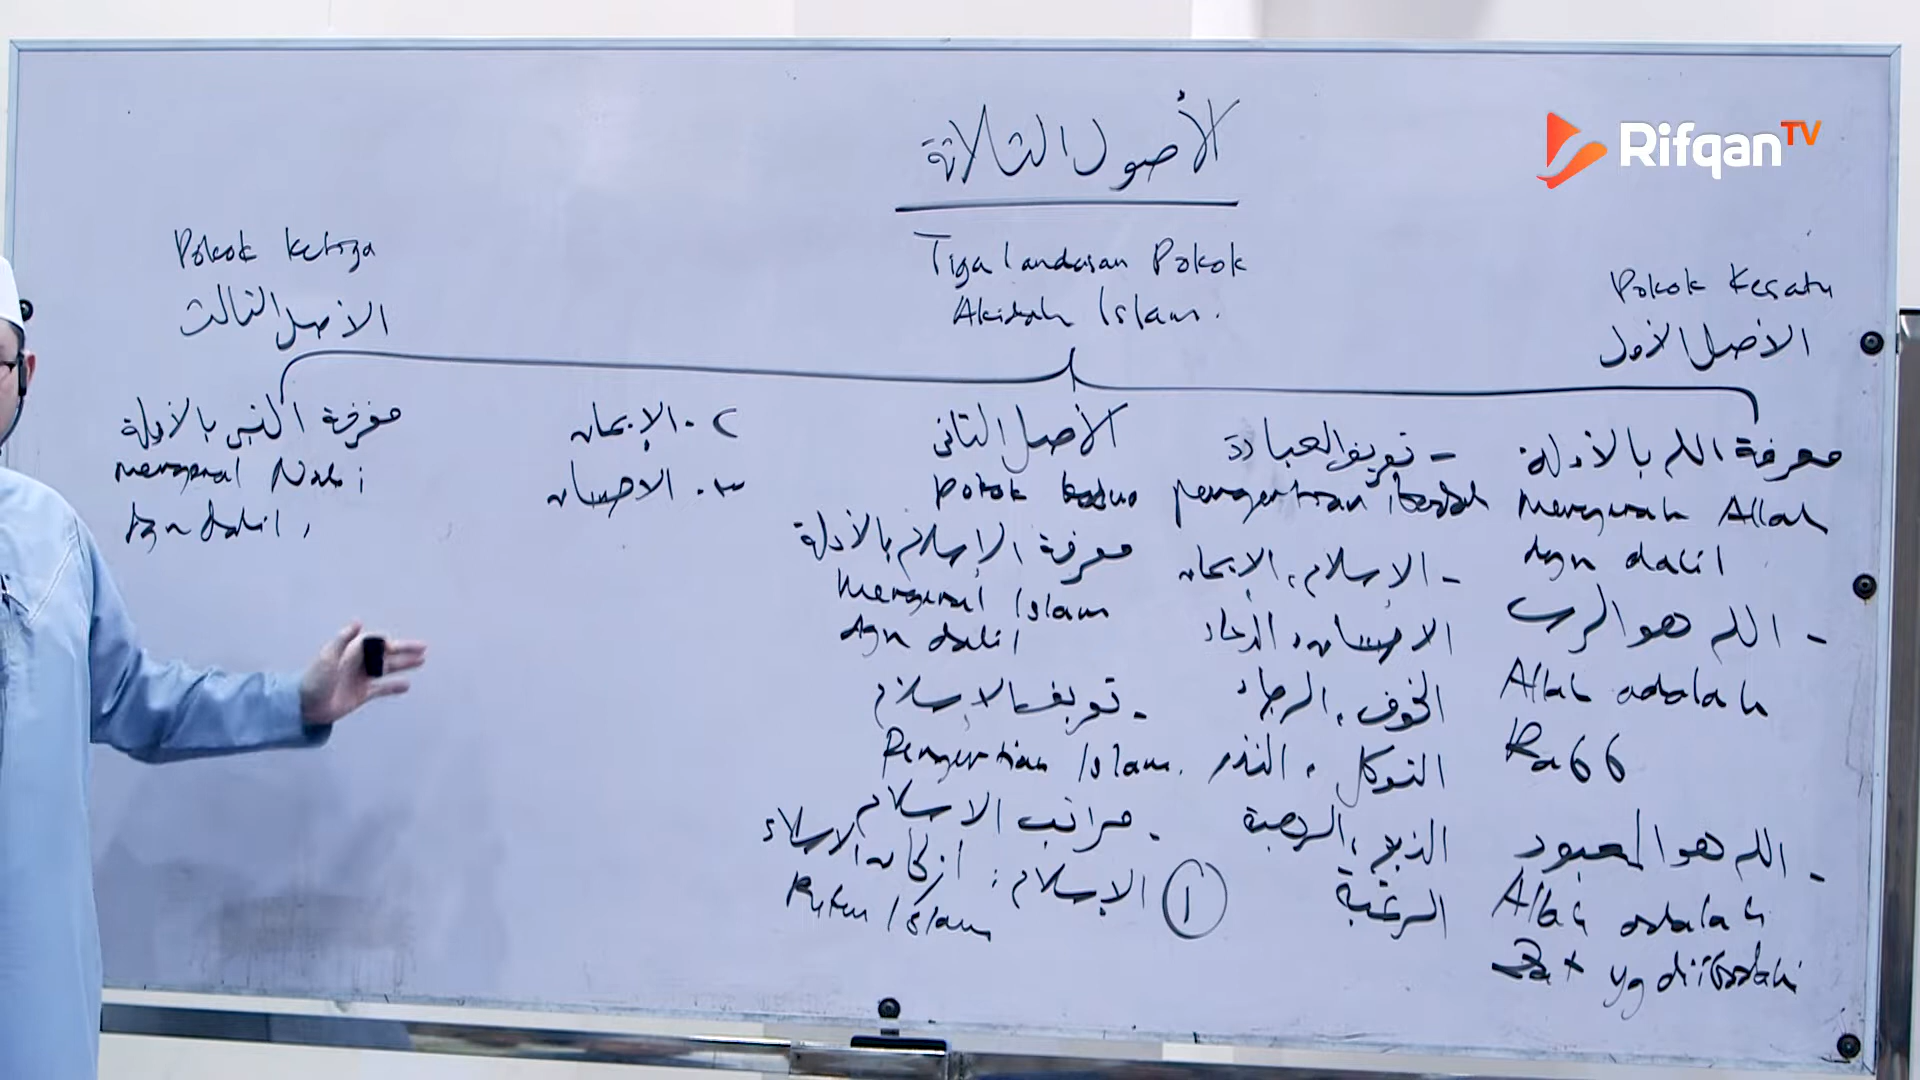 الأصول الثلاثة
Tiga landasan Pokok
Akidah Islam.
Rifqan TV
Pokok Kesatu
الأصل الأول
معرفة الله بالأدلة
Mengenal Allah
dgn dalil
- الله هو الرب
Allah adalah
Rabb
- الله هو المعبود
Allah adalah
Zat yg diibadahi
- تعريف العبادة
pengertian ibadah
- الإسلام، الإيمان
الإحسان، الدعاء
الخوف، الرجاء
التوكل، النذر
الذبح، الرهبة
الرغبة
الأصل الثاني
Pokok kedua
معرفة الإسلام بالأدلة
Mengenal Islam
dgn dalil
- تعريف الإسلام
Pengertian Islam.
- مراتب الإسلام
١ الإسلام: أركان الإسلام
Rukun Islam
٢. الإيمان
٣. الإحسان
Pokok Ketiga
الأصل الثالث
معرفة النبي بالأدلة
mengenal Nabi
dgn dalil,